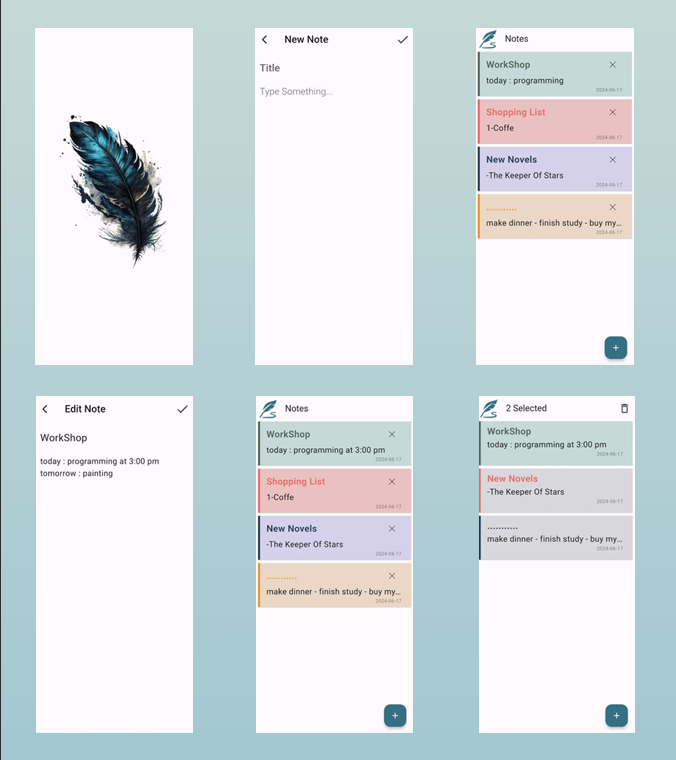 New Note
Title
Type Something...
Notes
WorkShop
today : programming
2024-06-17
Shopping List
1-Coffe
2024-06-17
New Novels
-The Keeper Of Stars
2024-06-17
...........
make dinner - finish study - buy my...
2024-06-17
+
Edit Note
WorkShop
today : programming at 3:00 pm
tomorrow : painting
Notes
WorkShop
today : programming at 3:00 pm
2024-06-17
Shopping List
1-Coffe
2024-06-17
New Novels
-The Keeper Of Stars
2024-06-17
...........
make dinner - finish study - buy my...
2024-06-17
+
2 Selected
WorkShop
today : programming at 3:00 pm
2024-06-17
New Novels
-The Keeper Of Stars
2024-06-17
...........
make dinner - finish study - buy my...
2024-06-17
+